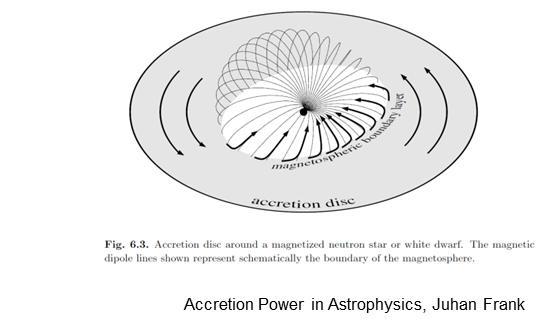 magnetospheric boundary layer
accretion disc
Fig. 6.3. Accretion disc around a magnetized neutron star or white dwarf. The magnetic
dipole lines shown represent schematically the boundary of the magnetosphere.
Accretion Power in Astrophysics, Juhan Frank